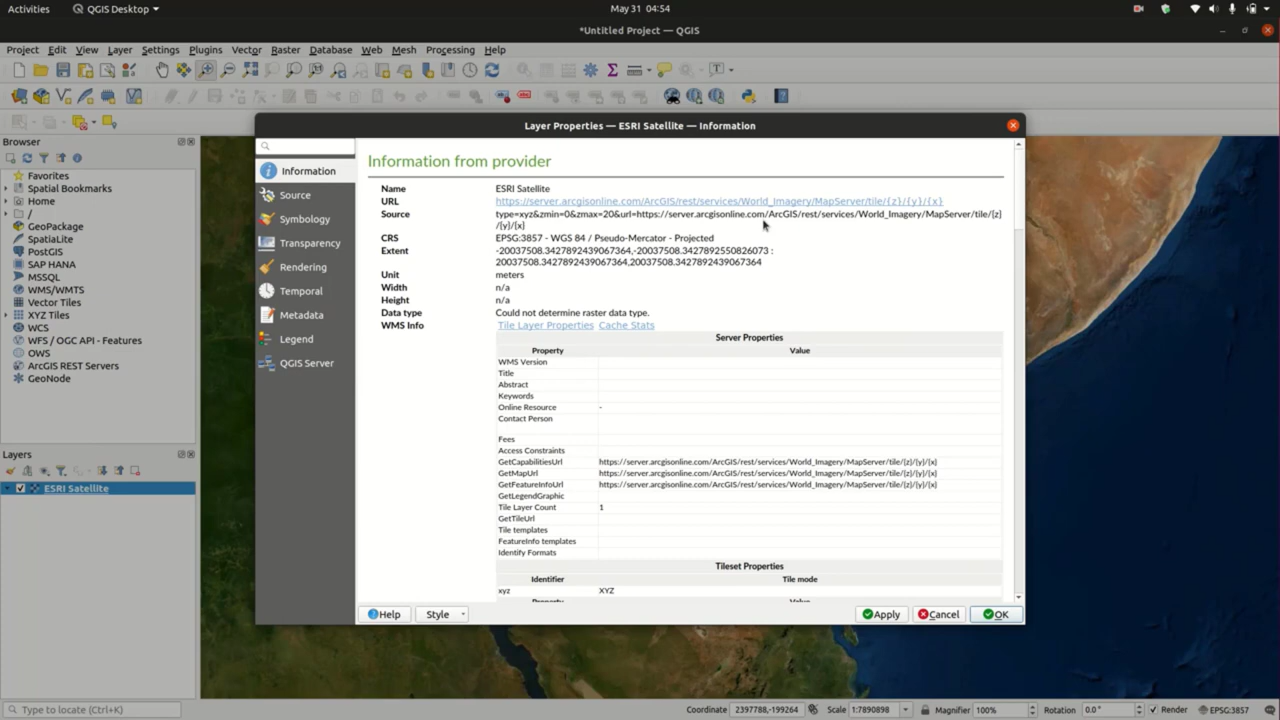 Activities QGIS Desktop May 31 04:54
*Untitled Project — QGIS
Project Edit View Layer Settings Plugins Vector Raster Database Web Mesh Processing Help
Layer Properties — ESRI Satellite — Information
Browser
Favorites
Spatial Bookmarks
Home
/
GeoPackage
SpatiaLite
PostGIS
SAP HANA
MSSQL
WMS/WMTS
Vector Tiles
XYZ Tiles
WCS
WFS / OGC API - Features
OWS
ArcGIS REST Servers
GeoNode
Layers
ESRI Satellite
Information
Source
Symbology
Transparency
Rendering
Temporal
Metadata
Legend
QGIS Server
Information from provider
Name ESRI Satellite
URL https://server.arcgisonline.com/ArcGIS/rest/services/World_Imagery/MapServer/tile/{z}/{y}/{x}
Source type=xyz&zmin=0&zmax=20&url=https://server.arcgisonline.com/ArcGIS/rest/services/World_Imagery/MapServer/tile/{z}
/{y}/{x}
CRS EPSG:3857 - WGS 84 / Pseudo-Mercator - Projected
Extent -20037508.3427892439067364,-20037508.3427892550826073 :
20037508.3427892439067364,20037508.3427892439067364
Unit meters
Width n/a
Height n/a
Data type Could not determine raster data type.
WMS Info Tile Layer Properties Cache Stats
Server Properties
Property Value
WMS Version
Title
Abstract
Keywords
Online Resource -
Contact Person
Fees
Access Constraints
GetCapabilitiesUrl https://server.arcgisonline.com/ArcGIS/rest/services/World_Imagery/MapServer/tile/{z}/{y}/{x}
GetMapUrl https://server.arcgisonline.com/ArcGIS/rest/services/World_Imagery/MapServer/tile/{z}/{y}/{x}
GetFeatureInfoUrl https://server.arcgisonline.com/ArcGIS/rest/services/World_Imagery/MapServer/tile/{z}/{y}/{x}
GetLegendGraphic
Tile Layer Count 1
GetTileUrl
Tile templates
FeatureInfo templates
Identify Formats
Tileset Properties
Identifier Tile mode
xyz XYZ
Property Value
Help Style Apply Cancel OK
Type to locate (Ctrl+K) Coordinate 2397788,-199264 Scale 1:7890898 Magnifier 100% Rotation 0.0° Render EPSG:3857